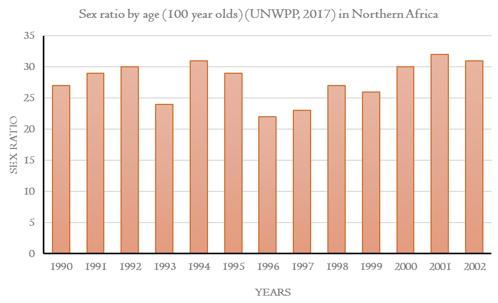 Sex ratio by age (100 year olds) (UNWPP, 2017) in Northern Africa
35
30
25
20
15
10
5
0
SEX RATIO
1990 1991 1992 1993 1994 1995 1996 1997 1998 1999 2000 2001 2002
YEARS